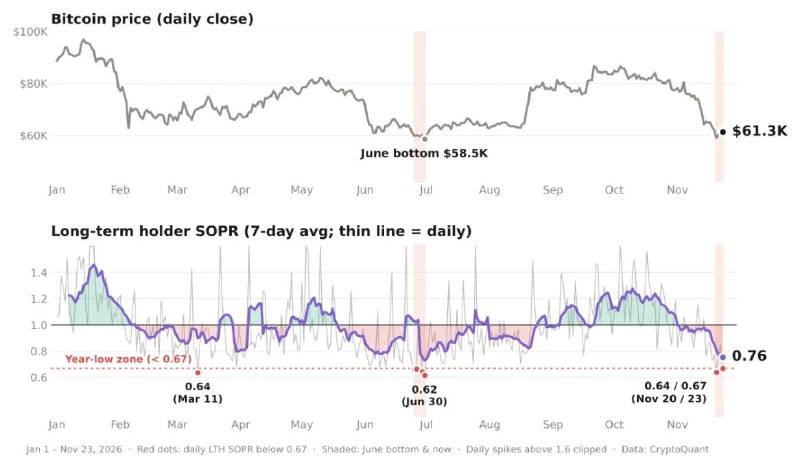 Bitcoin price (daily close)
$100K
$80K
$60K
June bottom $58.5K
$61.3K
Jan Feb Mar Apr May Jun Jul Aug Sep Oct Nov
Long-term holder SOPR (7-day avg; thin line = daily)
1.4
1.2
1.0
0.8
0.6
Year-low zone (< 0.67)
0.76
0.64
(Mar 11)
0.62
(Jun 30)
0.64 / 0.67
(Nov 20 / 23)
Jan Feb Mar Apr May Jun Jul Aug Sep Oct Nov
Jan 1 – Nov 23, 2026 · Red dots: daily LTH SOPR below 0.67 · Shaded: June bottom & now · Daily spikes above 1.6 clipped · Data: CryptoQuant